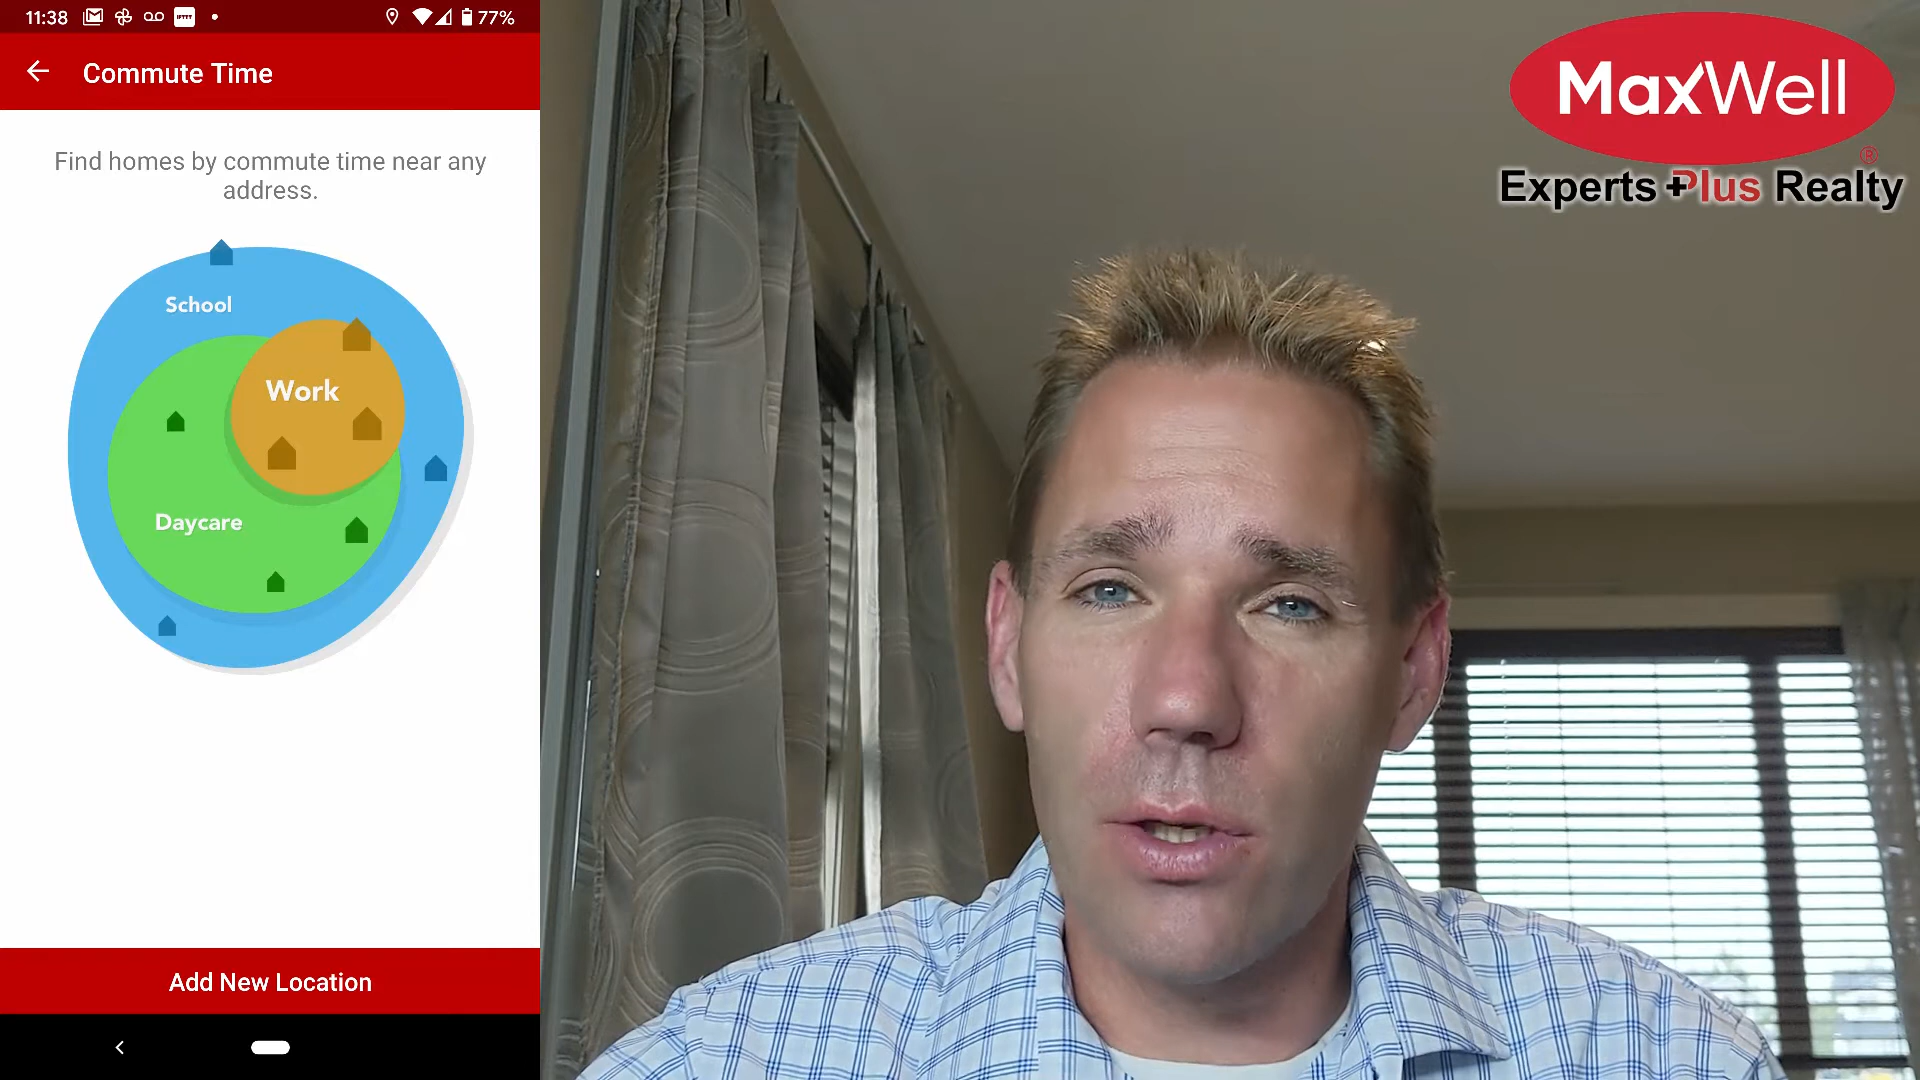 11:38
IFTTT
77%
Commute Time
Find homes by commute time near any
address.
School
Work
Daycare
Add New Location
MaxWell
®
Experts Plus Realty